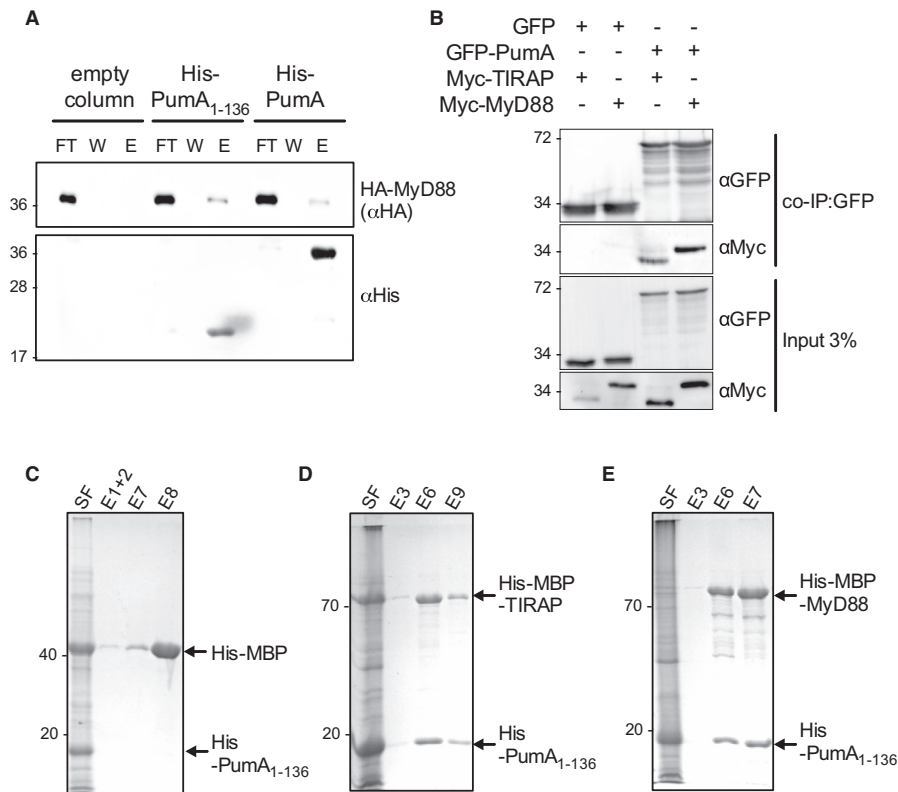 A
empty column
His-PumA1-136
His-PumA
FT W E FT W E FT W E
36
HA-MyD88 (αHA)
36
28
17
αHis
B
GFP + + - -
GFP-PumA - - + +
Myc-TIRAP + - + -
Myc-MyD88 - + - +
72
34
αGFP
34
αMyc
co-IP:GFP
72
34
αGFP
34
αMyc
Input 3%
C
SF E1+2 E7 E8
40
20
His-MBP
His
-PumA1-136
D
SF E3 E6 E9
70
20
His-MBP
-TIRAP
His
-PumA1-136
E
SF E3 E6 E7
70
20
His-MBP
-MyD88
His
-PumA1-136